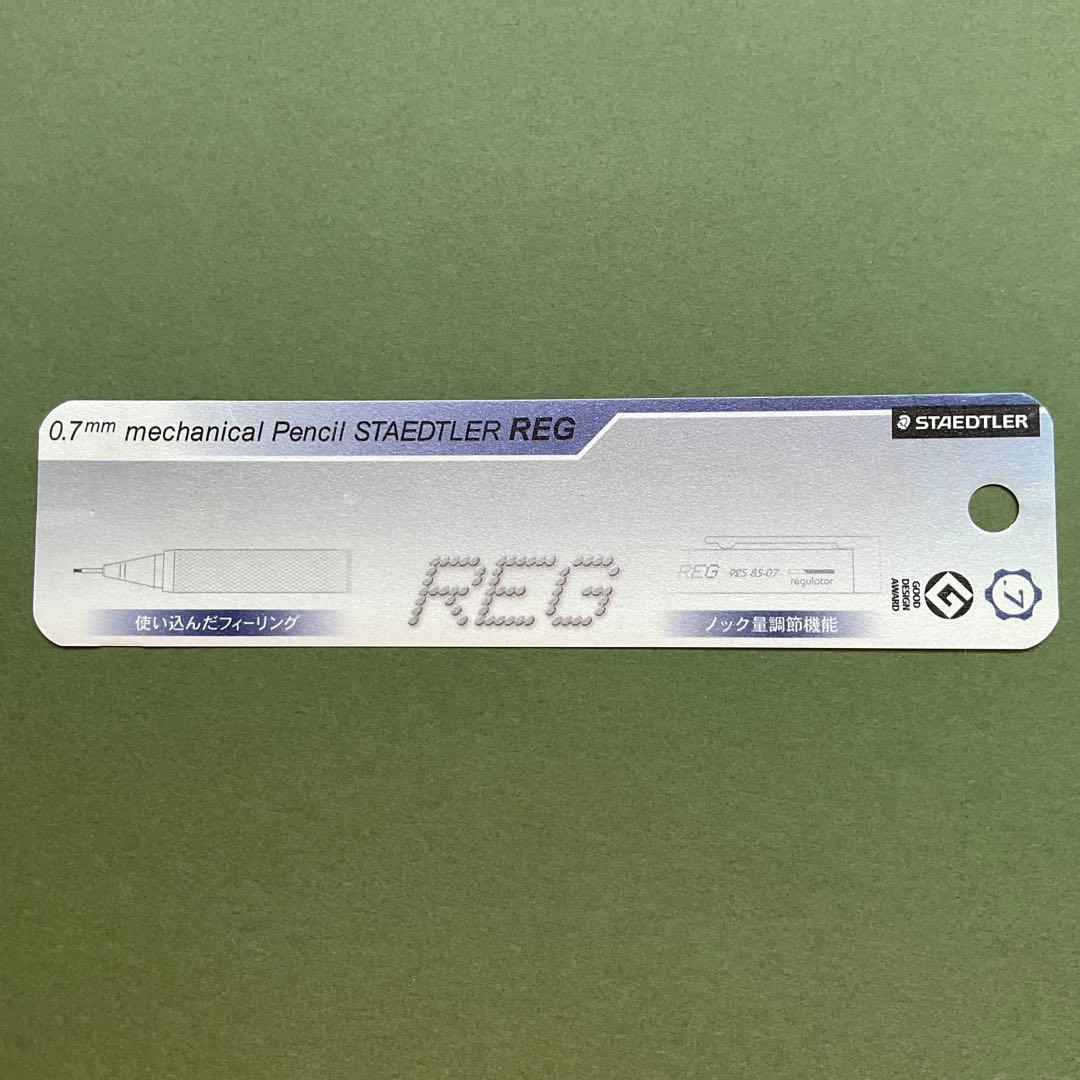 0.7mm mechanical Pencil STAEDTLER REG
STAEDTLER
REG
REG 925 85-07
regulator
使い込んだフィーリング
ノック量調節機能
GOOD
DESIGN
AWARD
G
.7